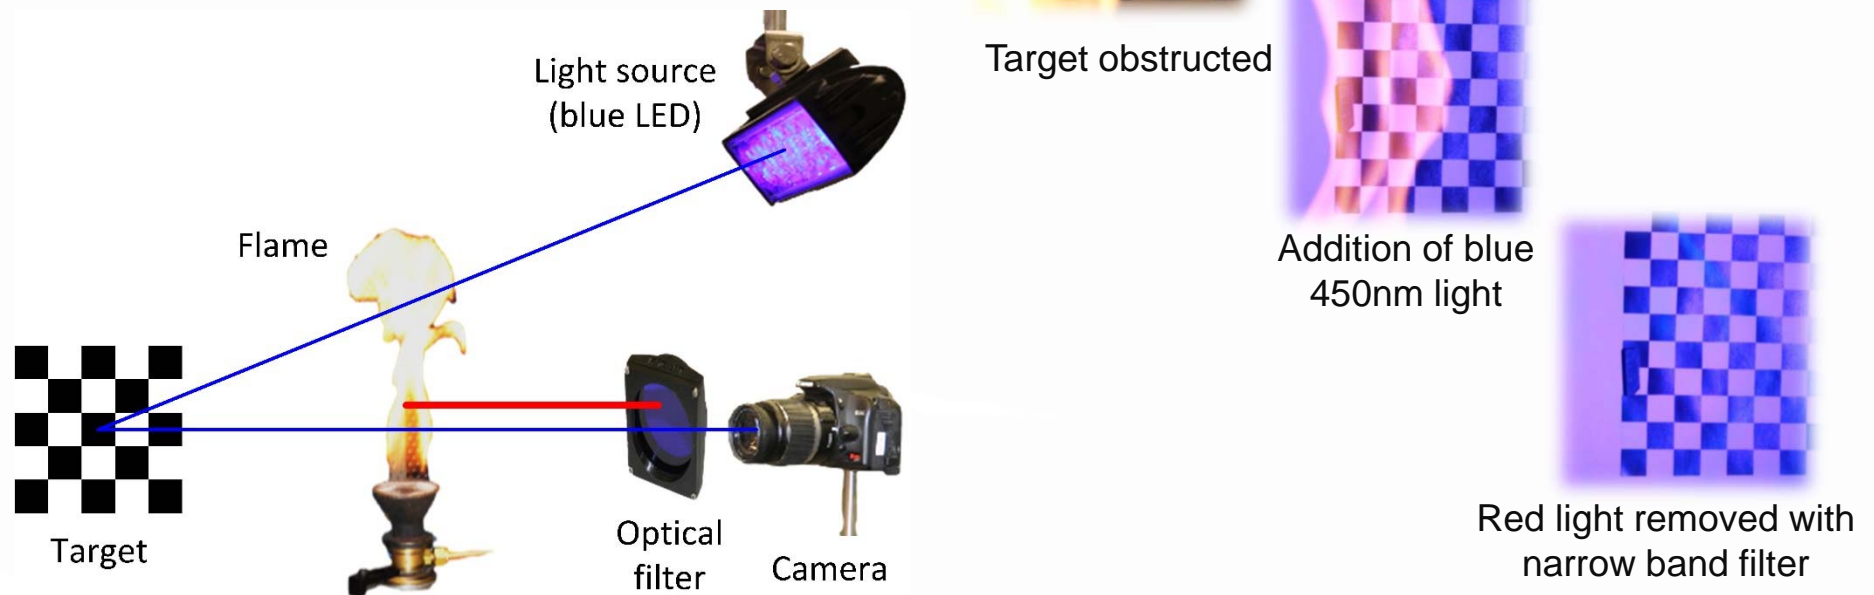 Light source
(blue LED)
Flame
Target
Optical
filter
Camera
Target obstructed
Addition of blue
450nm light
Red light removed with
narrow band filter